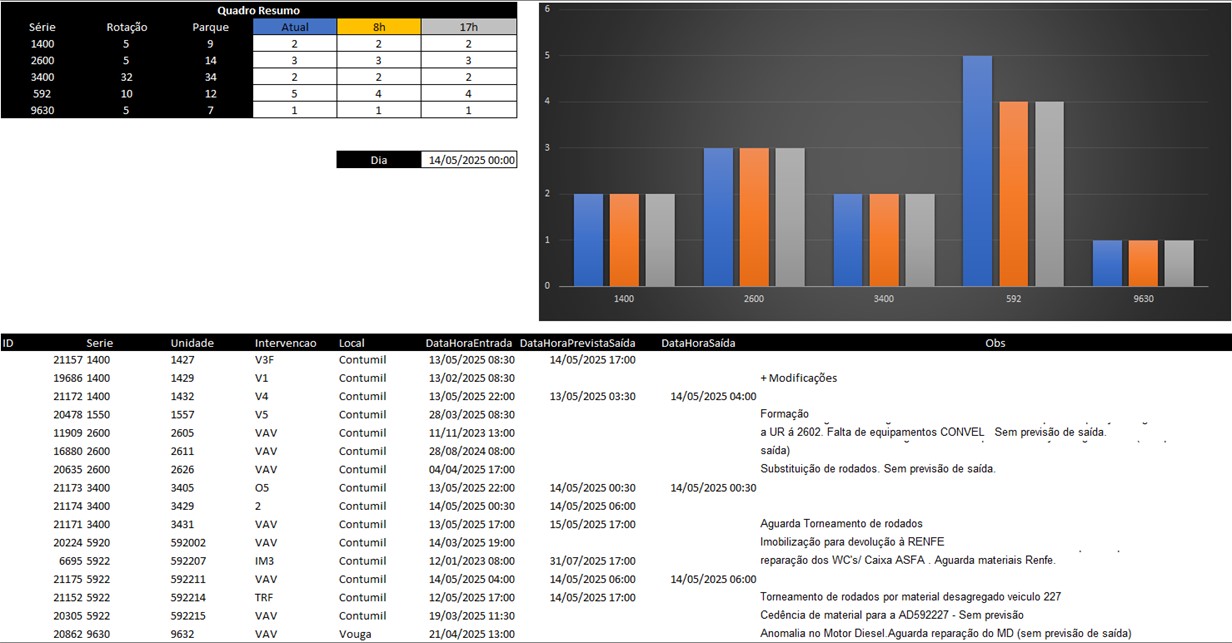 Quadro Resumo
Série Rotação Parque Atual 8h 17h
1400 5 9 2 2 2
2600 5 14 3 3 3
3400 32 34 2 2 2
592 10 12 5 4 4
9630 5 7 1 1 1
Dia 14/05/2025 00:00
6
5
4
3
2
1
0
1400 2600 3400 592 9630
ID Serie Unidade Intervencao Local DataHoraEntrada DataHoraPrevistaSaída DataHoraSaída Obs
21157 1400 1427 V3F Contumil 13/05/2025 08:30 14/05/2025 17:00
19686 1400 1429 V1 Contumil 13/02/2025 08:30 + Modificações
21172 1400 1432 V4 Contumil 13/05/2025 22:00 13/05/2025 03:30 14/05/2025 04:00
20478 1550 1557 V5 Contumil 28/03/2025 08:30 Formação
11909 2600 2605 VAV Contumil 11/11/2023 13:00 a UR á 2602. Falta de equipamentos CONVEL Sem previsão de saída.
16880 2600 2611 VAV Contumil 28/08/2024 08:00 saída)
20635 2600 2626 VAV Contumil 04/04/2025 17:00 Substituição de rodados. Sem previsão de saída.
21173 3400 3405 O5 Contumil 13/05/2025 22:00 14/05/2025 00:30 14/05/2025 00:30
21174 3400 3429 2 Contumil 14/05/2025 00:30 14/05/2025 06:00
21171 3400 3431 VAV Contumil 13/05/2025 17:00 15/05/2025 17:00 Aguarda Torneamento de rodados
20224 5920 592002 VAV Contumil 14/03/2025 19:00 Imobilização para devolução à RENFE
6695 5922 592207 IM3 Contumil 12/01/2023 08:00 31/07/2025 17:00 reparação dos WC's/ Caixa ASFA . Aguarda materiais Renfe.
21175 5922 592211 VAV Contumil 14/05/2025 04:00 14/05/2025 06:00 14/05/2025 06:00
21152 5922 592214 TRF Contumil 12/05/2025 17:00 14/05/2025 17:00 Torneamento de rodados por material desagregado veiculo 227
20305 5922 592215 VAV Contumil 19/03/2025 11:30 Cedência de material para a AD592227 - Sem previsão
20862 9630 9632 VAV Vouga 21/04/2025 13:00 Anomalia no Motor Diesel.Aguarda reparação do MD (sem previsão de saída)